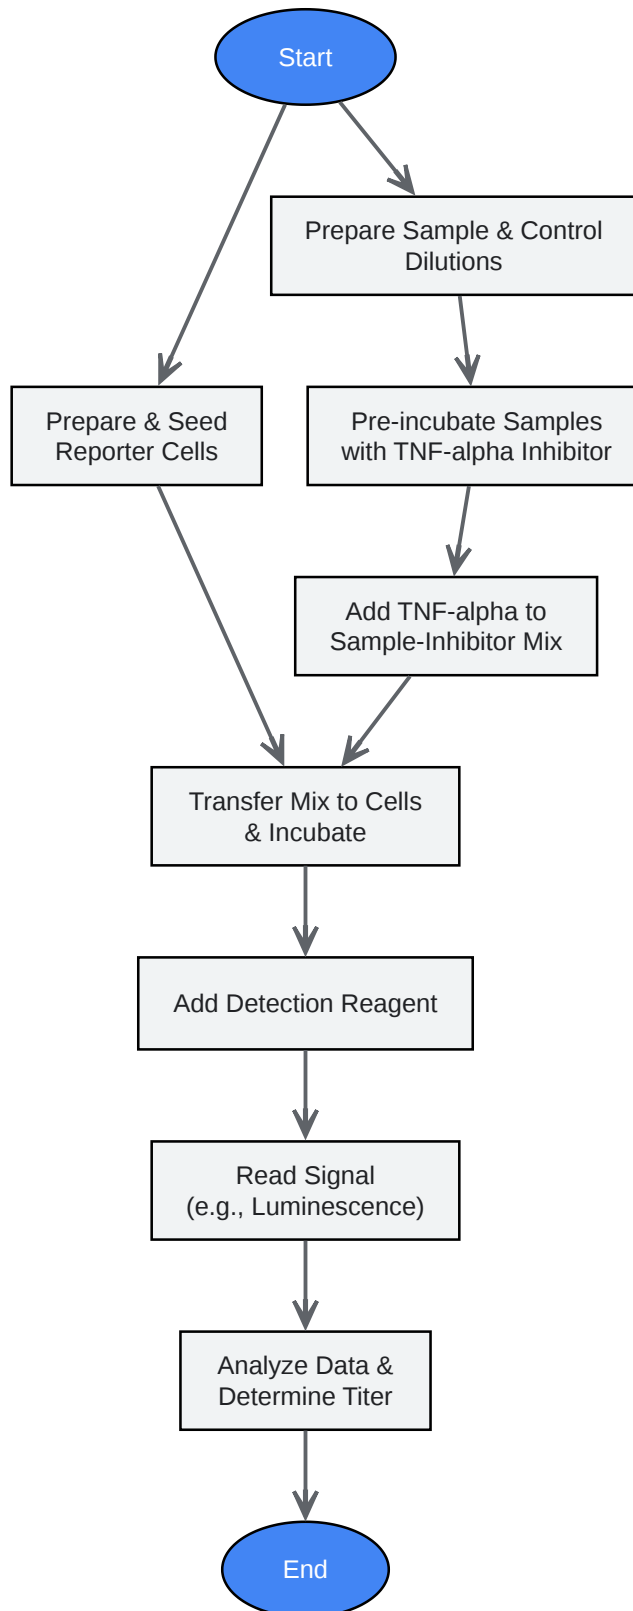 Start
Prepare Sample & Control
Dilutions
Prepare & Seed
Reporter Cells
Pre-incubate Samples
with TNF-alpha Inhibitor
Add TNF-alpha to
Sample-Inhibitor Mix
Transfer Mix to Cells
& Incubate
Add Detection Reagent
Read Signal
(e.g., Luminescence)
Analyze Data &
Determine Titer
End